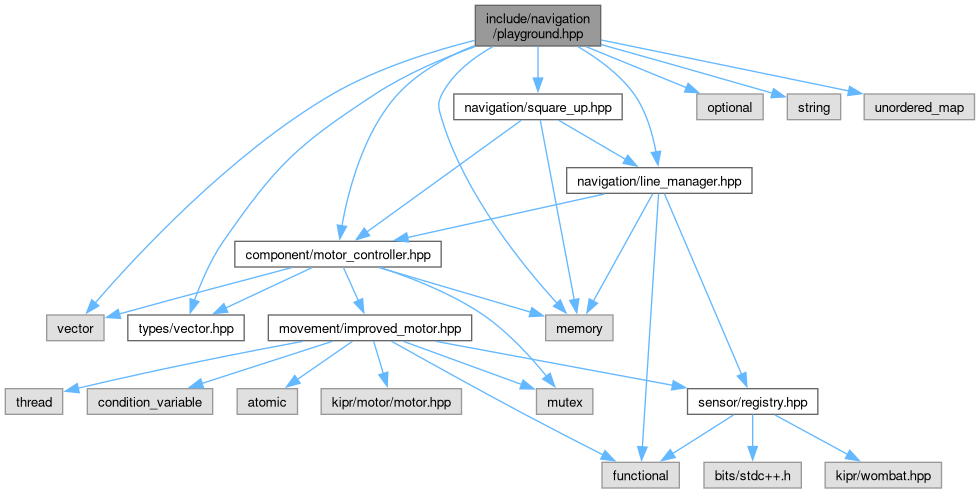 include/navigation
/playground.hpp
navigation/square_up.hpp
optional
string
unordered_map
navigation/line_manager.hpp
component/motor_controller.hpp
vector
types/vector.hpp
movement/improved_motor.hpp
memory
thread
condition_variable
atomic
kipr/motor/motor.hpp
mutex
sensor/registry.hpp
functional
bits/stdc++.h
kipr/wombat.hpp